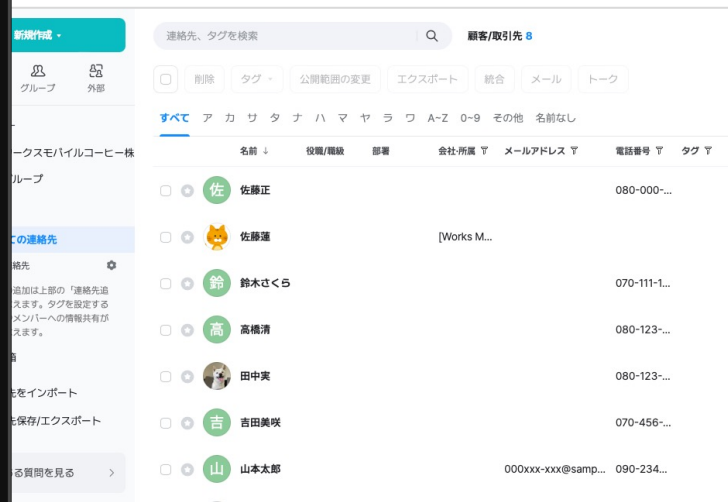 新規作成
連絡先、タグを検索
顧客/取引先 8
グループ 外部
削除 タグ 公開範囲の変更 エクスポート 統合 メール トーク
すべて ア カ サ タ ナ ハ マ ヤ ラ ワ A~Z 0~9 その他 名前なし
ークスモバイルコーヒー株
ループ
名前 ↓ 役職/職級 部署 会社·所属 メールアドレス 電話番号 タグ
佐 佐藤正 080-000-...
佐藤蓮 [Works M...
ての連絡先
絡先
鈴 鈴木さくら 070-111-1...
追加は上部の「連絡先追
えます。タグを設定する
メンバーへの情報共有が
えます。
高 高橋清 080-123-...
田中実 080-123-...
先をインポート
先保存/エクスポート
吉 吉田美咲 070-456-...
ある質問を見る
山 山本太郎 000xxx-xxx@samp... 090-234...